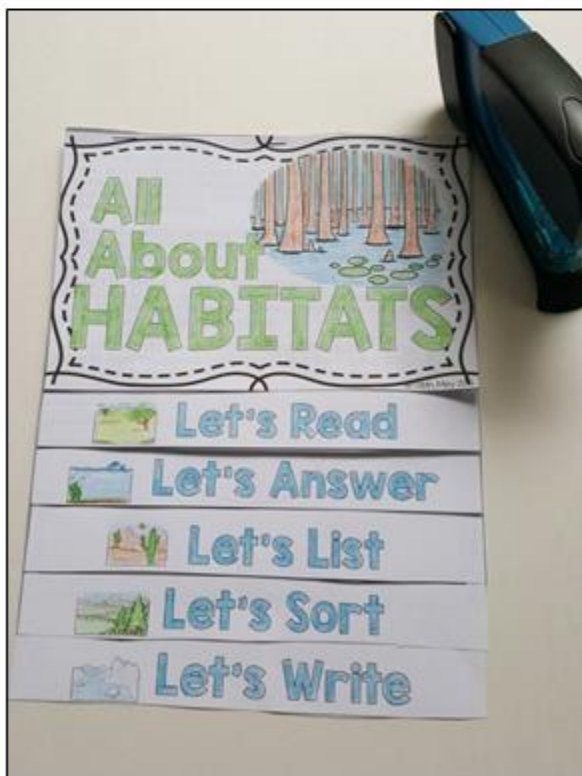 All
About
HABITATS
Let's Read
Let's Answer
Let's List
Let's Sort
Let's Write